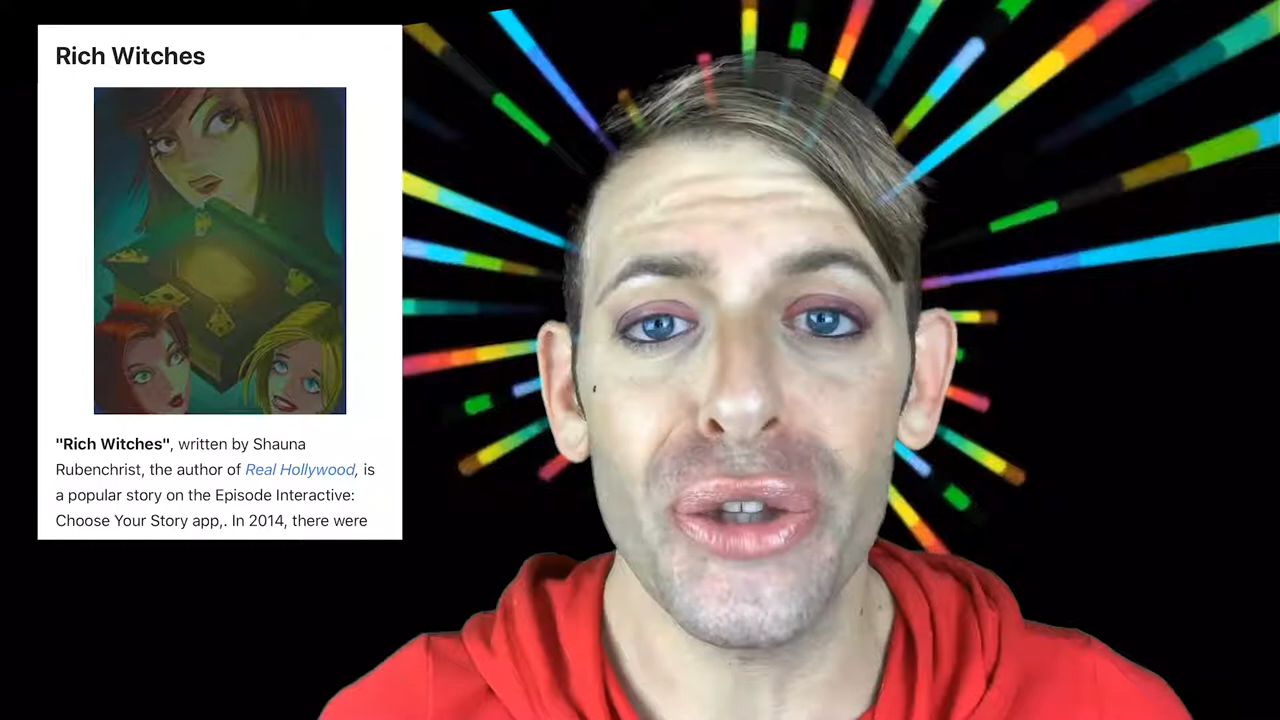 Rich Witches
"Rich Witches", written by Shauna
Rubenchrist, the author of Real Hollywood, is
a popular story on the Episode Interactive:
Choose Your Story app,. In 2014, there were